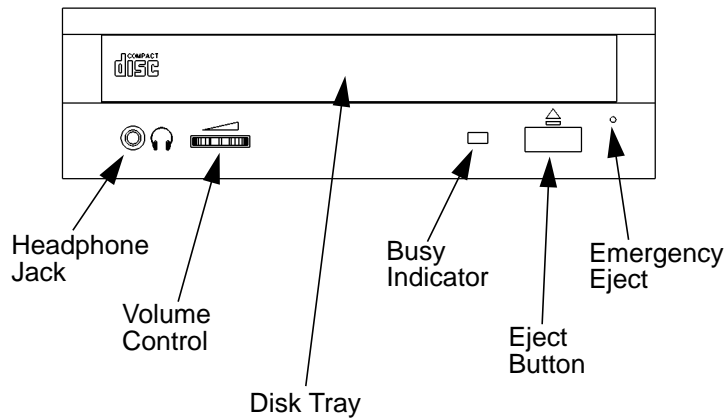 COMPACT
disc
Headphone
Jack
Volume
Control
Disk Tray
Busy
Indicator
Eject
Button
Emergency
Eject